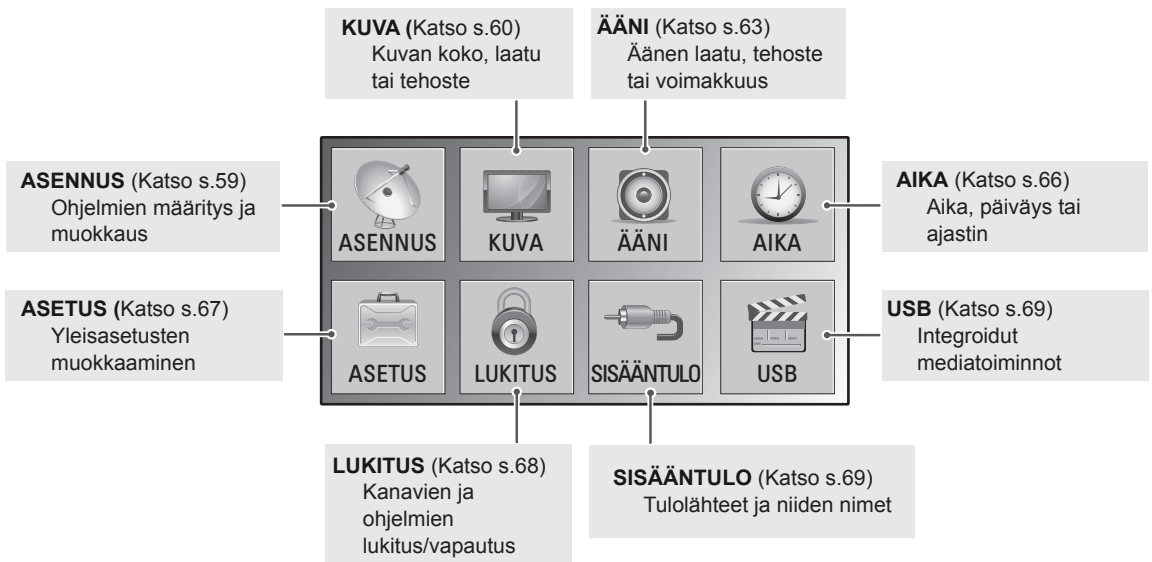 KUVA (Katso s.60)
Kuvan koko, laatu
tai tehoste
ÄÄNI (Katso s.63)
Äänen laatu, tehoste
tai voimakkuus
ASENNUS (Katso s.59)
Ohjelmien määritys ja
muokkaus
ASENNUS
KUVA
ÄÄNI
AIKA
AIKA (Katso s.66)
Aika, päiväys tai
ajastin
ASETUS (Katso s.67)
Yleisasetusten
muokkaaminen
ASETUS
LUKITUS
SISÄÄNTULO
USB
USB (Katso s.69)
Integroidut
mediatoiminnot
LUKITUS (Katso s.68)
Kanavien ja
ohjelmien
lukitus/vapautus
SISÄÄNTULO (Katso s.69)
Tulolähteet ja niiden nimet